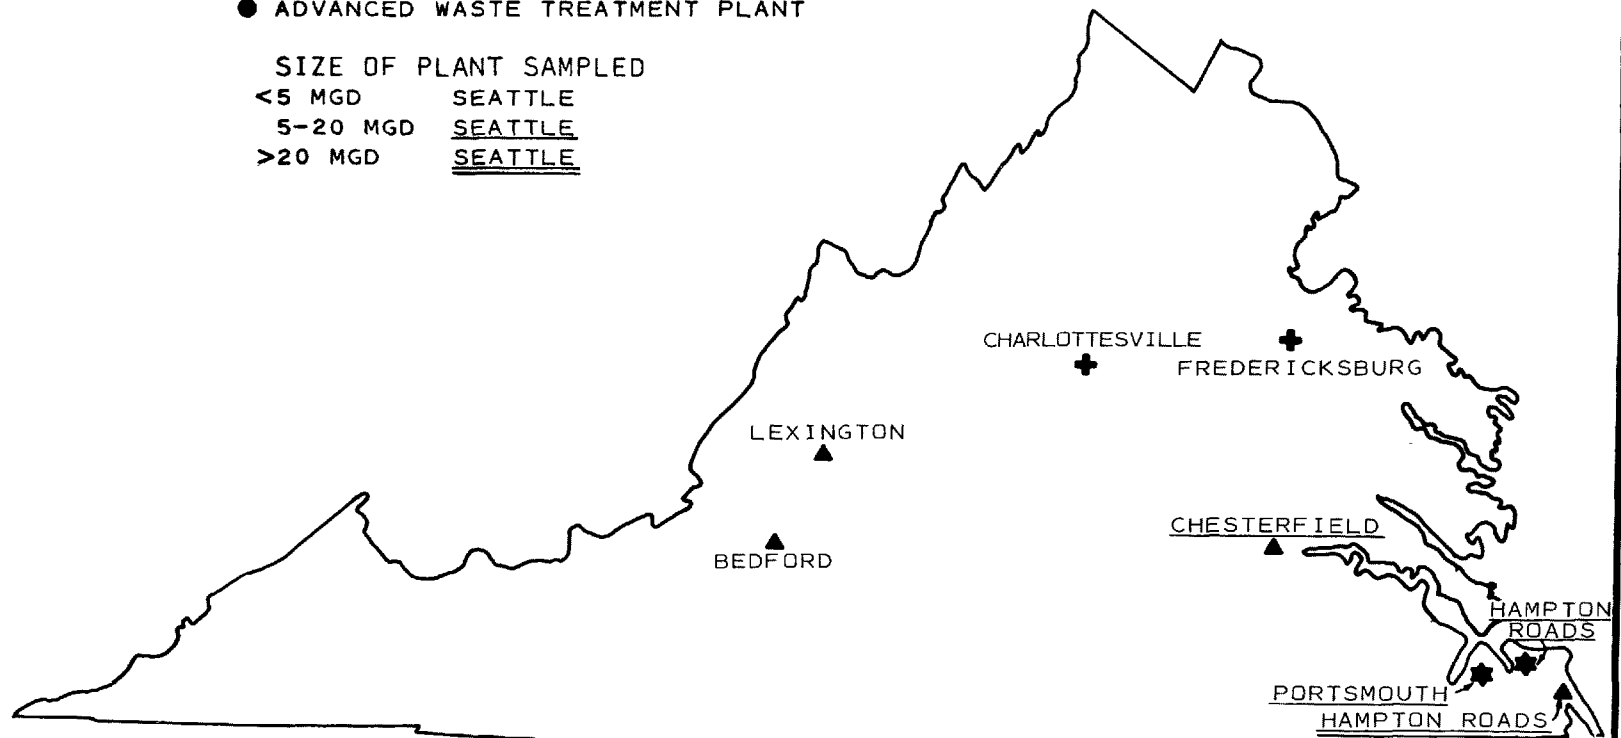 ● ADVANCED WASTE TREATMENT PLANT
SIZE OF PLANT SAMPLED
<5 MGD SEATTLE
5-20 MGD SEATTLE
>20 MGD SEATTLE
CHARLOTTESVILLE
FREDERICKSBURG
LEXINGTON
CHESTERFIELD
BEDFORD
HAMPTON
ROADS
PORTSMOUTH
HAMPTON ROADS